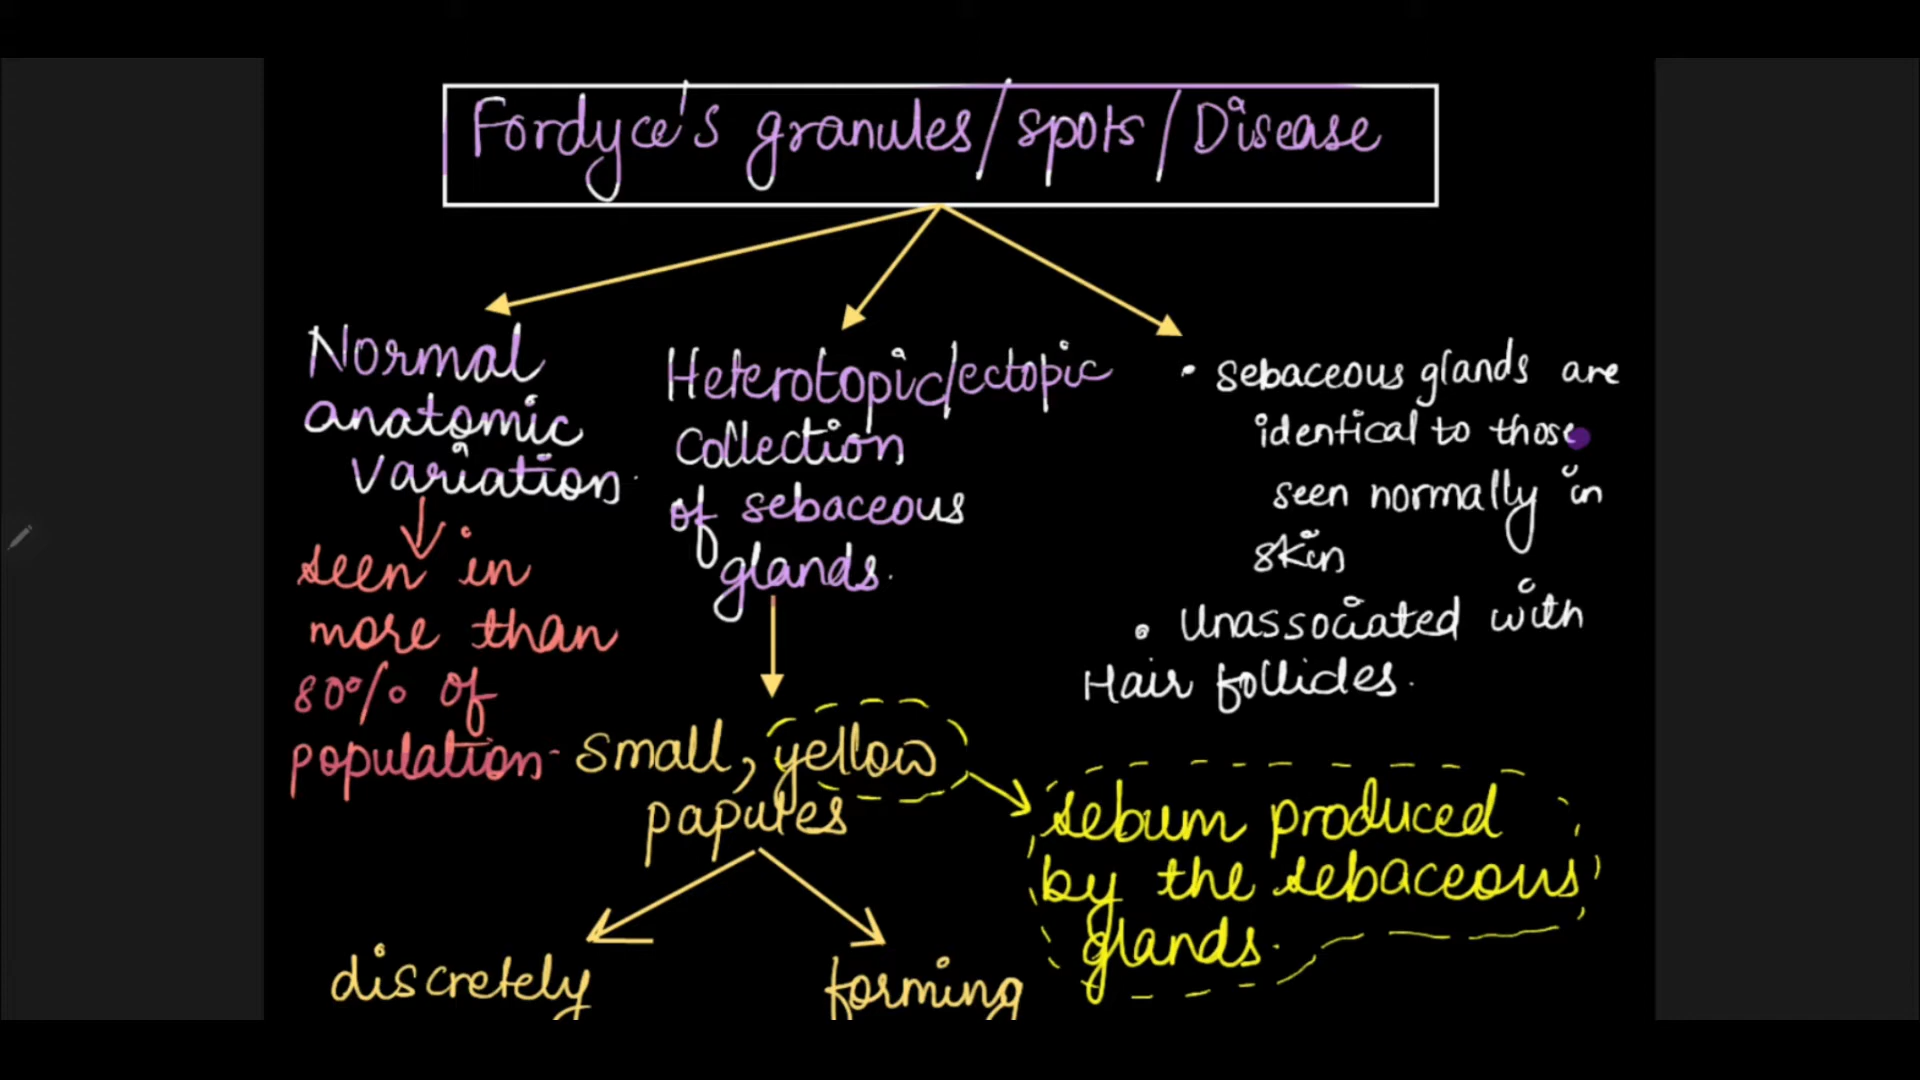 Fordyce's granules/spots/Disease
Normal
anatomic
variation.
seen in
more than
80% of
population.
Heterotopic/ectopic
Collection
of sebaceous
glands.
small, yellow
papules
discretely
forming
• sebaceous glands are
identical to those
seen normally in
skin
• Unassociated with
Hair follicles.
sebum produced
by the sebaceous
glands.